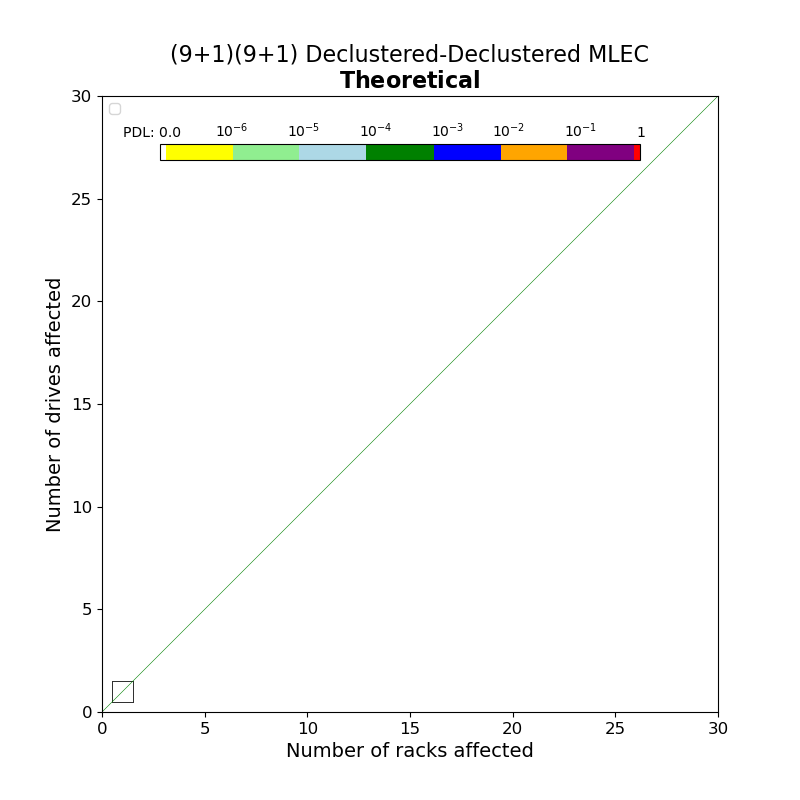 (9+1)(9+1) Declustered-Declustered MLEC
Theoretical
PDL: 0.0 10⁻⁶ 10⁻⁵ 10⁻⁴ 10⁻³ 10⁻² 10⁻¹ 1
30
25
20
15
10
5
0
Number of drives affected
0 5 10 15 20 25 30
Number of racks affected